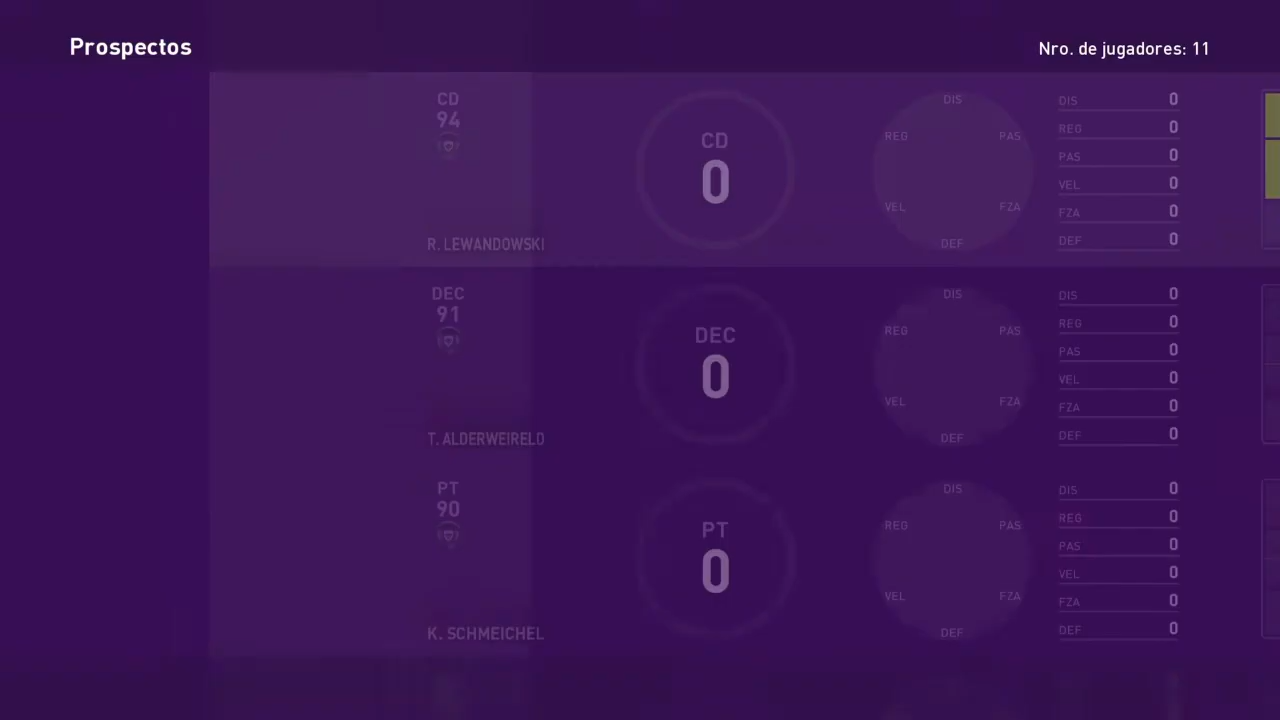 Prospectos
Nro. de jugadores: 11
CD
94
R. LEWANDOWSKI
CD
0
DIS
REG
PAS
VEL
FZA
DEF
DIS 0
REG 0
PAS 0
VEL 0
FZA 0
DEF 0
DEC
91
T. ALDERWEIRELD
DEC
0
DIS
REG
PAS
VEL
FZA
DEF
DIS 0
REG 0
PAS 0
VEL 0
FZA 0
DEF 0
PT
90
K. SCHMEICHEL
PT
0
DIS
REG
PAS
VEL
FZA
DEF
DIS 0
REG 0
PAS 0
VEL 0
FZA 0
DEF 0